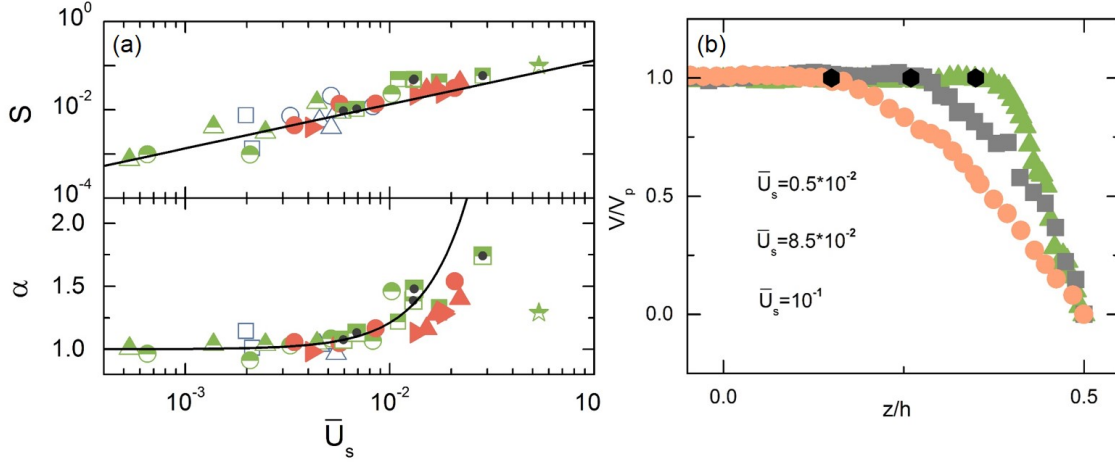 (a)
10⁰
10⁻²
10⁻⁴
S
2.0
1.5
1.0
α
10⁻³
10⁻²
10
Ū_s
(b)
1.0
0.5
0.0
V/V_p
Ū_s=0.5*10⁻²
Ū_s=8.5*10⁻²
Ū_s=10⁻¹
0.0
0.5
z/h